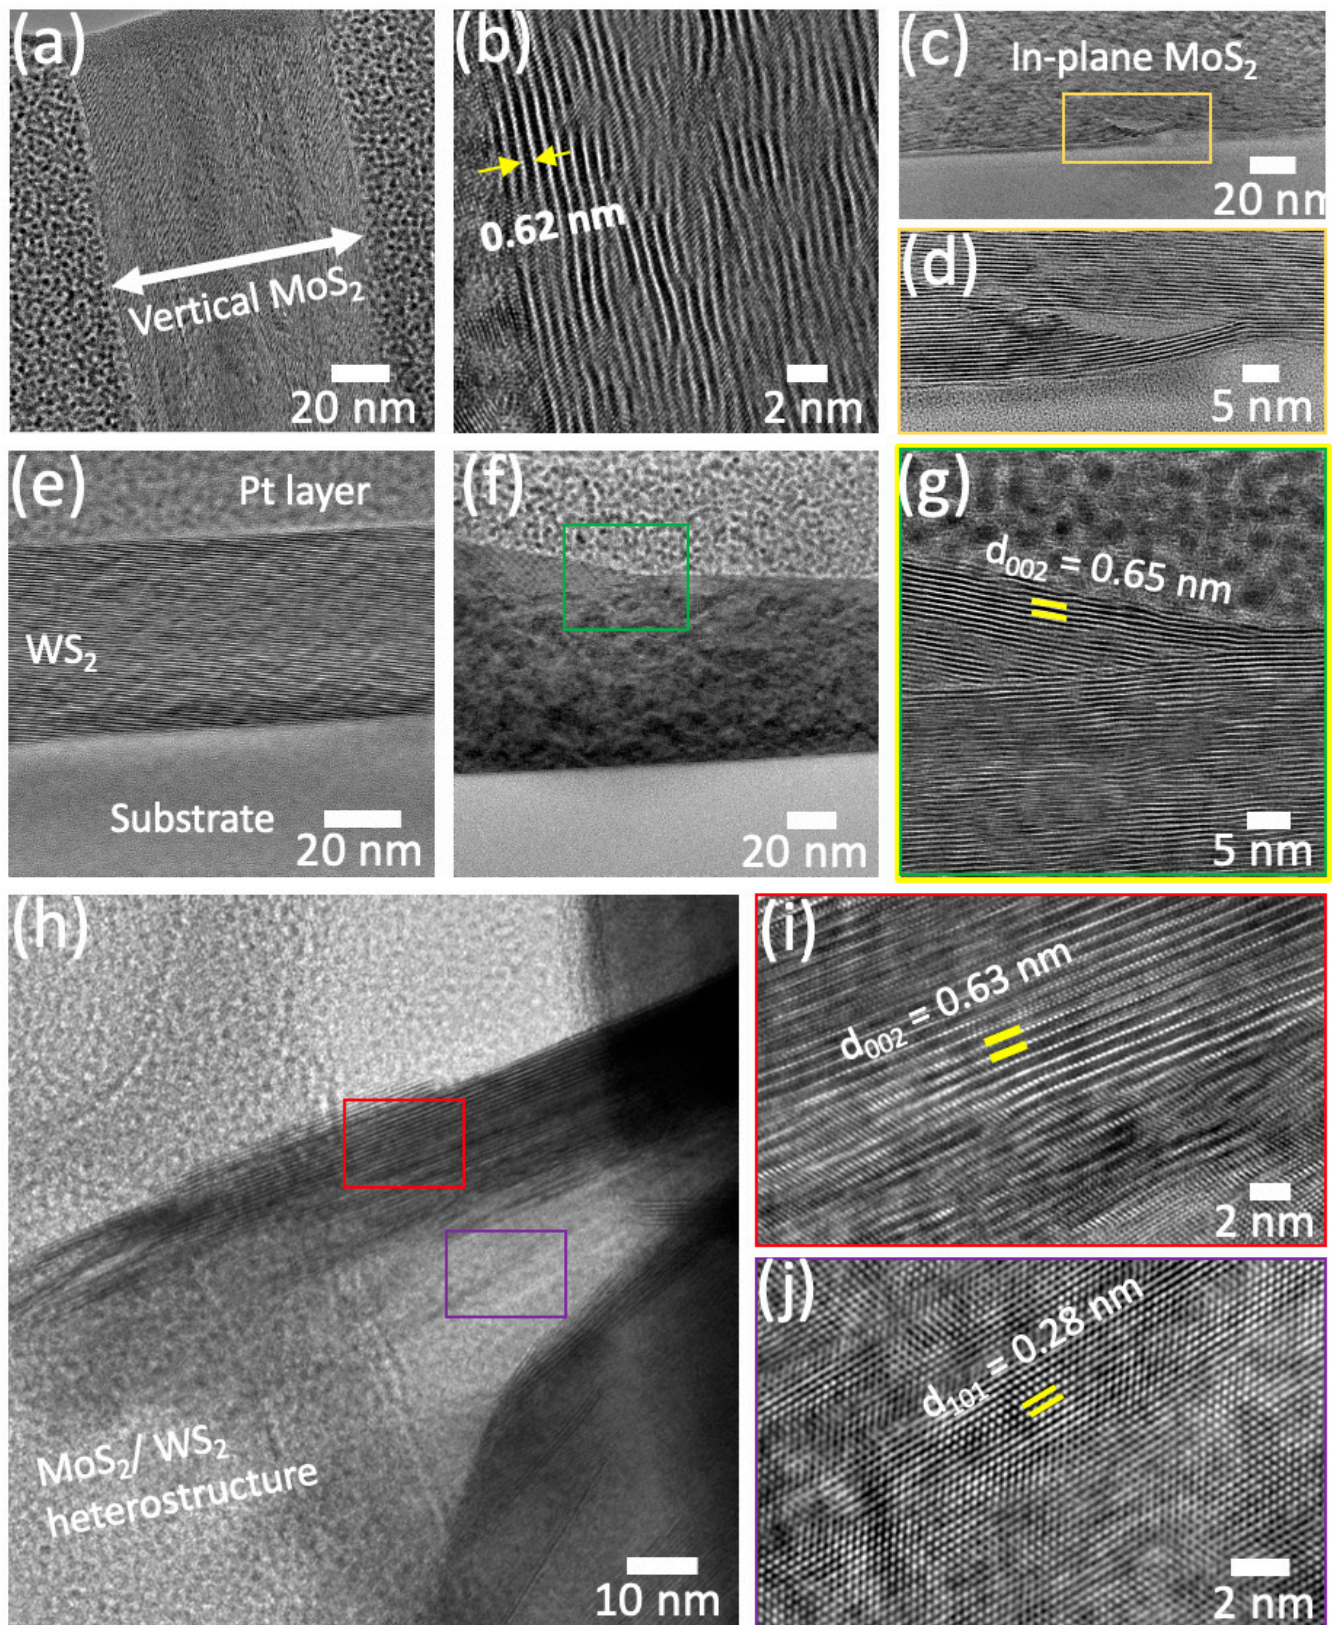 (a)
Vertical MoS₂
20 nm
(b)
0.62 nm
2 nm
(c)
In-plane MoS₂
20 nm
(d)
5 nm
(e)
Pt layer
WS₂
Substrate
20 nm
(f)
20 nm
(g)
d₀₀₂ = 0.65 nm
5 nm
(h)
MoS₂/ WS₂
heterostructure
10 nm
(i)
d₀₀₂ = 0.63 nm
2 nm
(j)
d₁₀₁ = 0.28 nm
2 nm